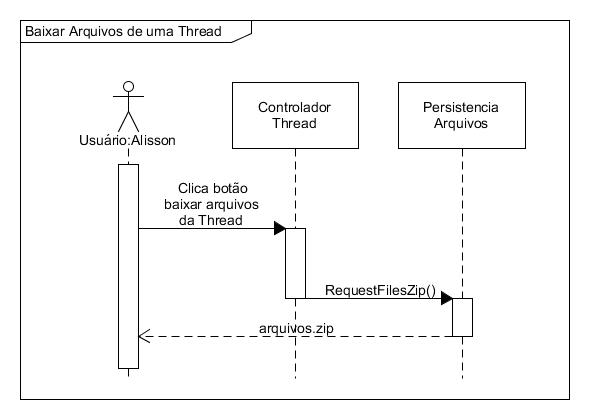 Baixar Arquivos de uma Thread
Usuário:Alisson
Controlador
Thread
Persistencia
Arquivos
Clica botão
baixar arquivos
da Thread
RequestFilesZip()
arquivos.zip